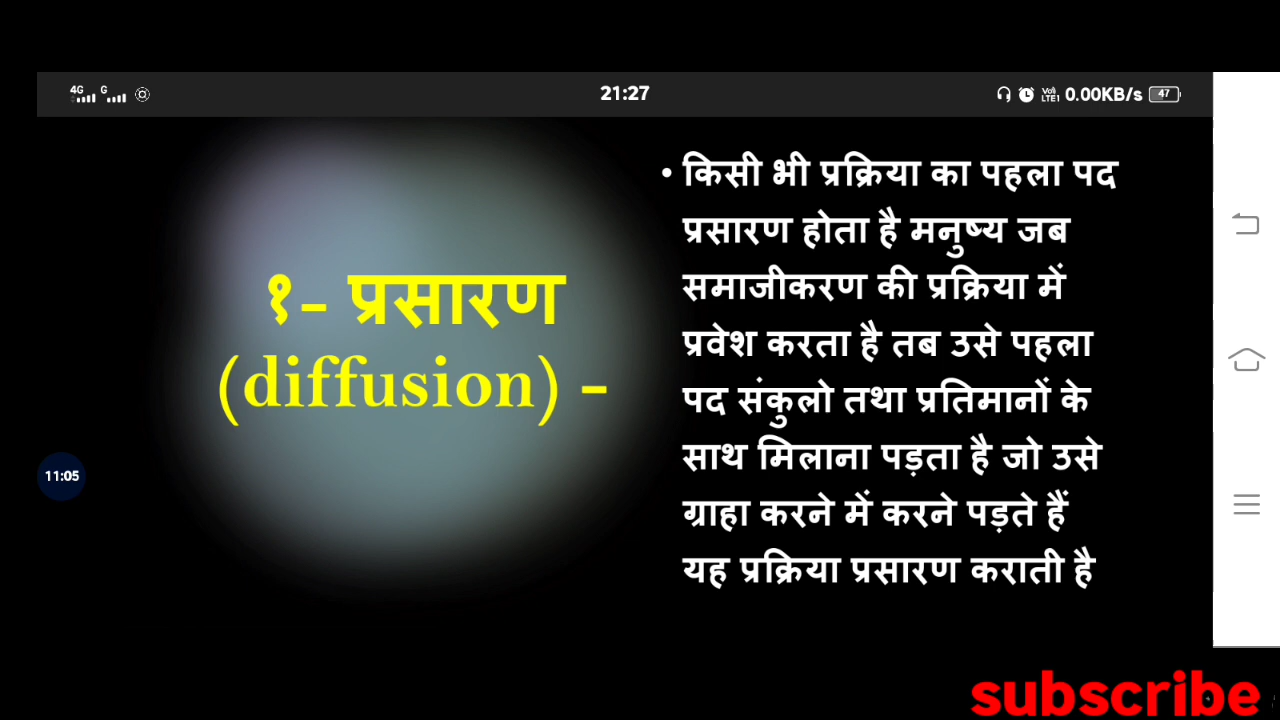 4G G 21:27 Vo) LTE1 0.00KB/s 47
१- प्रसारण
(diffusion) -
• किसी भी प्रक्रिया का पहला पद
प्रसारण होता है मनुष्य जब
समाजीकरण की प्रक्रिया में
प्रवेश करता है तब उसे पहला
पद संकुलो तथा प्रतिमानों के
साथ मिलाना पड़ता है जो उसे
ग्राहा करने में करने पड़ते हैं
यह प्रक्रिया प्रसारण कराती है
11:05
subscribe